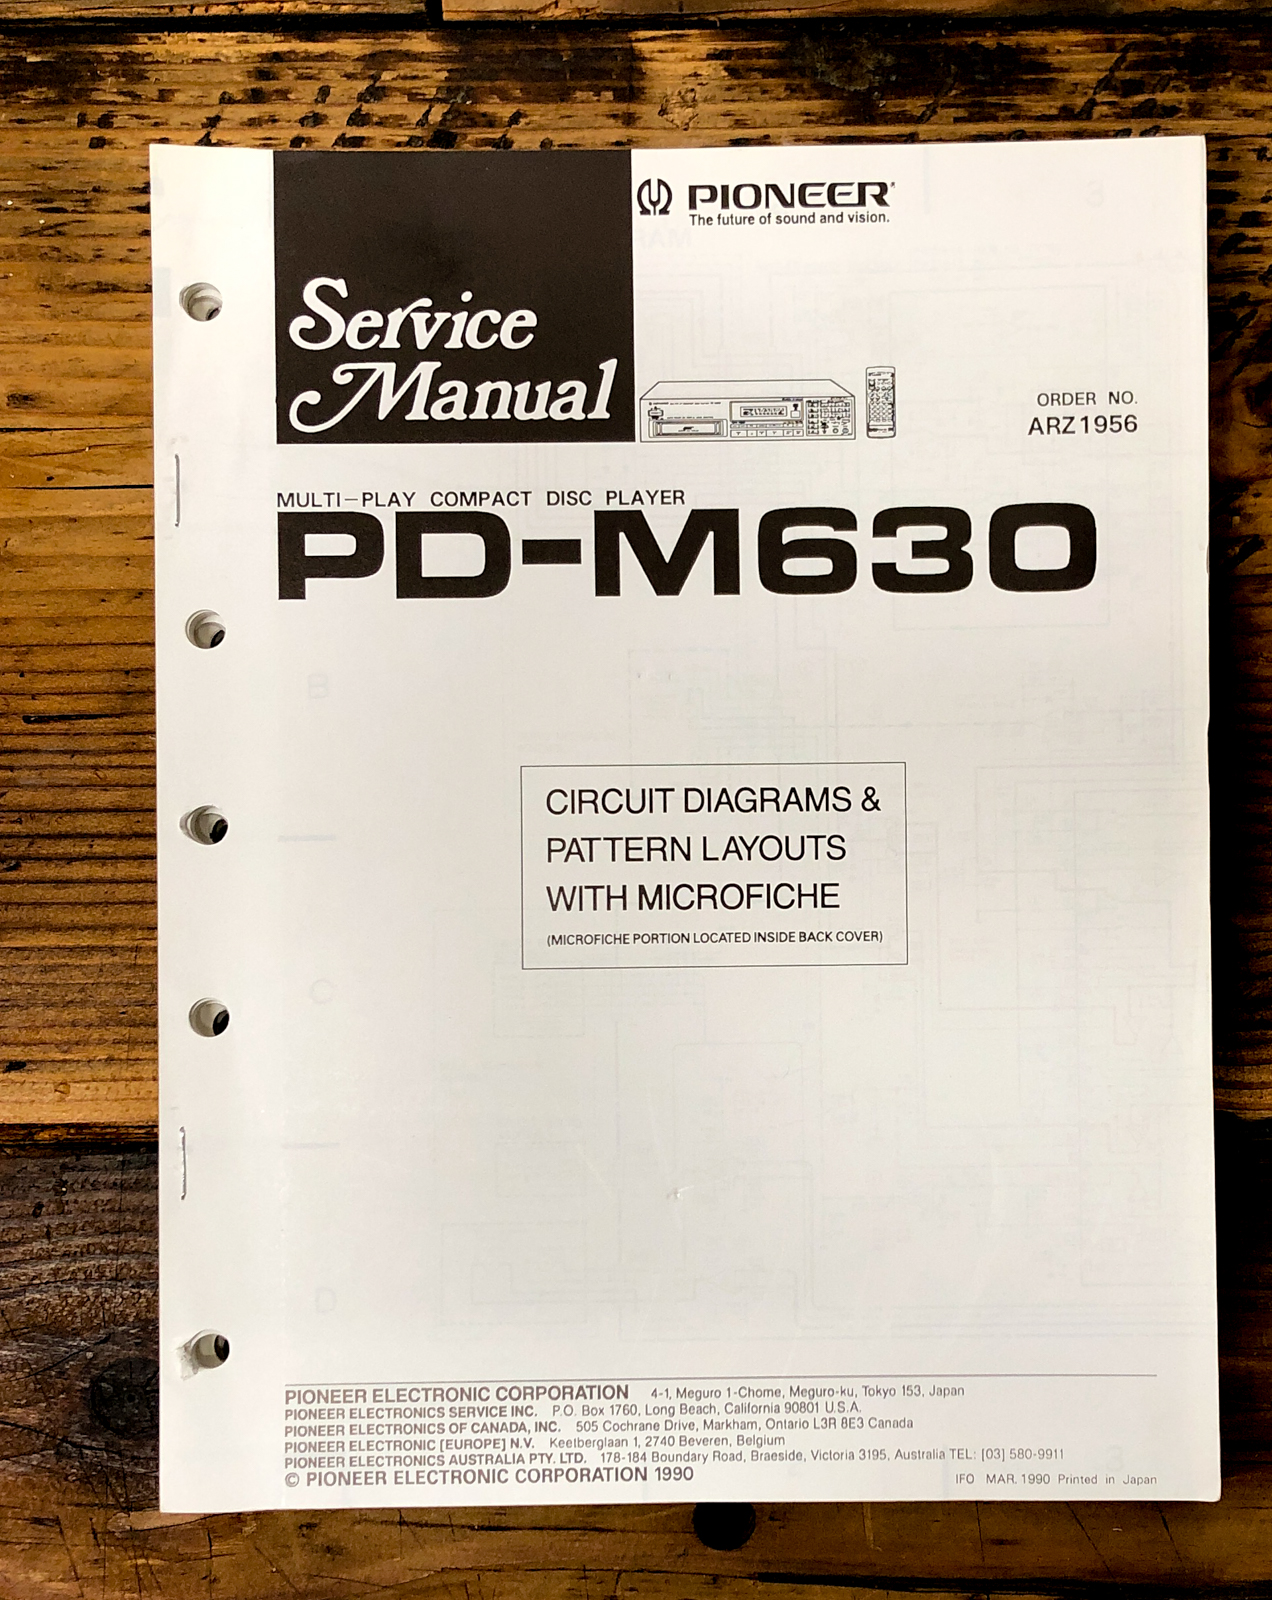 PIONEER
The future of sound and vision.
Service
Manual
ORDER NO.
ARZ1956
MULTI-PLAY COMPACT DISC PLAYER
PD-M630
CIRCUIT DIAGRAMS &
PATTERN LAYOUTS
WITH MICROFICHE
(MICROFICHE PORTION LOCATED INSIDE BACK COVER)
PIONEER ELECTRONIC CORPORATION 4-1, Meguro 1-Chome, Meguro-ku, Tokyo 153, Japan
PIONEER ELECTRONICS SERVICE INC. P.O. Box 1760, Long Beach, California 90801 U.S.A.
PIONEER ELECTRONICS OF CANADA, INC. 505 Cochrane Drive, Markham, Ontario L3R 8E3 Canada
PIONEER ELECTRONIC [EUROPE] N.V. Keetberglaan 1, 2740 Beveren, Belgium
PIONEER ELECTRONICS AUSTRALIA PTY. LTD. 178-184 Boundary Road, Braeside, Victoria 3195, Australia TEL: [03] 580-9911
© PIONEER ELECTRONIC CORPORATION 1990 IFO MAR. 1990 Printed in Japan